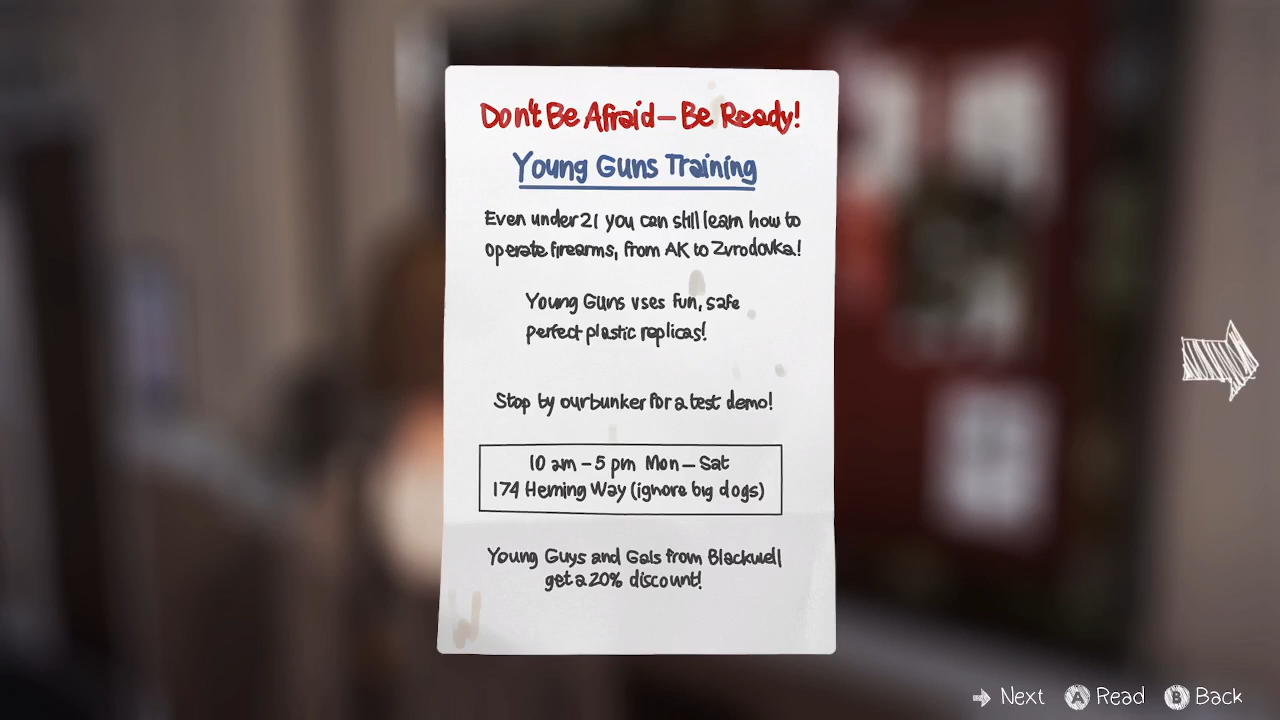 Don't Be Afraid – Be Ready!
Young Guns Training
Even under 21 you can still learn how to
operate firearms, from AK to Zvrodovka!
Young Guns uses fun, safe
perfect plastic replicas!
Stop by our bunker for a test demo!
10 am – 5 pm Mon – Sat
174 Heming Way (ignore big dogs)
Young Guys and Gals from Blackwell
get a 20% discount!
Next A Read B Back